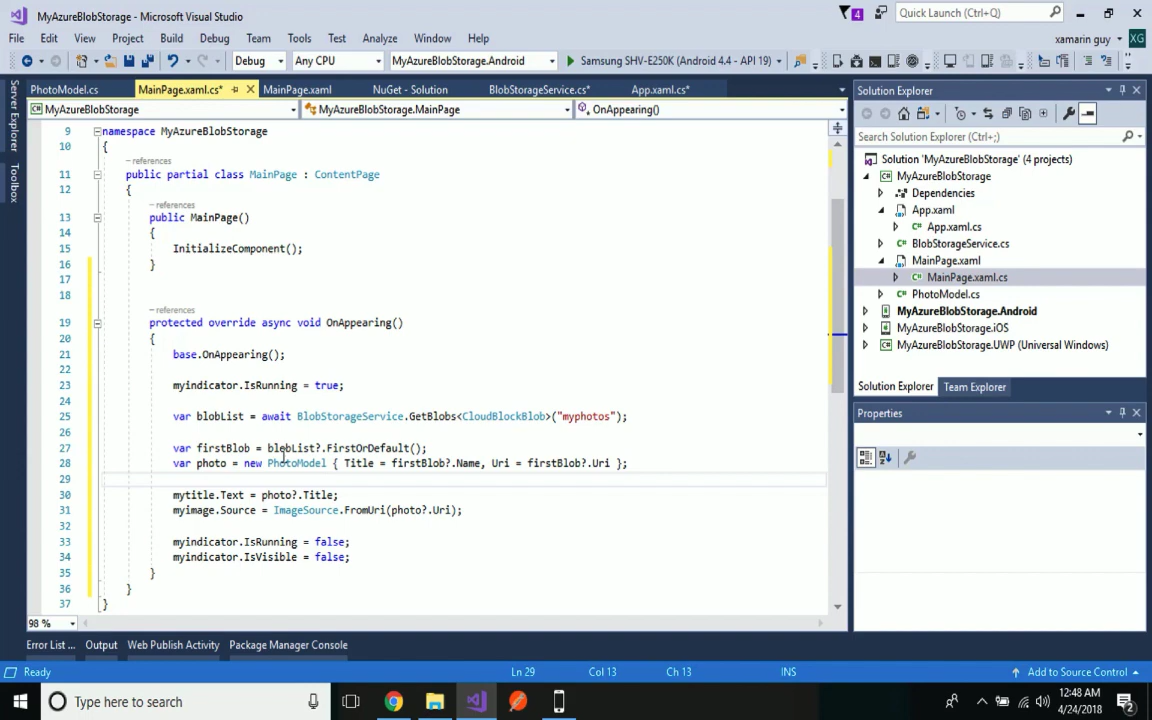 MyAzureBlobStorage - Microsoft Visual Studio
4
Quick Launch (Ctrl+Q)
File Edit View Project Build Debug Team Tools Test Analyze Window Help
xamarin guy
XG
Debug
Any CPU
MyAzureBlobStorage.Android
Samsung SHV-E250K (Android 4.4 - API 19)
PhotoModel.cs
MainPage.xaml.cs*
MainPage.xaml
NuGet - Solution
BlobStorageService.cs*
App.xaml.cs*
MyAzureBlobStorage
MyAzureBlobStorage.MainPage
OnAppearing()
Server Explorer
Toolbox
9 namespace MyAzureBlobStorage
10 {
– references
11 public partial class MainPage : ContentPage
12 {
– references
13 public MainPage()
14 {
15 InitializeComponent();
16 }
17
18
– references
19 protected override async void OnAppearing()
20 {
21 base.OnAppearing();
22
23 myindicator.IsRunning = true;
24
25 var blobList = await BlobStorageService.GetBlobs<CloudBlockBlob>("myphotos");
26
27 var firstBlob = blobList?.FirstOrDefault();
28 var photo = new PhotoModel { Title = firstBlob?.Name, Uri = firstBlob?.Uri };
29
30 mytitle.Text = photo?.Title;
31 myimage.Source = ImageSource.FromUri(photo?.Uri);
32
33 myindicator.IsRunning = false;
34 myindicator.IsVisible = false;
35 }
36 }
37 }
98 %
Solution Explorer
Search Solution Explorer (Ctrl+;)
Solution 'MyAzureBlobStorage' (4 projects)
MyAzureBlobStorage
Dependencies
App.xaml
App.xaml.cs
BlobStorageService.cs
MainPage.xaml
MainPage.xaml.cs
PhotoModel.cs
MyAzureBlobStorage.Android
MyAzureBlobStorage.iOS
MyAzureBlobStorage.UWP (Universal Windows)
Solution Explorer Team Explorer
Properties
Error List ... Output Web Publish Activity Package Manager Console
Ready
Ln 29
Col 13
Ch 13
INS
Add to Source Control
Type here to search
12:48 AM
4/24/2018
2